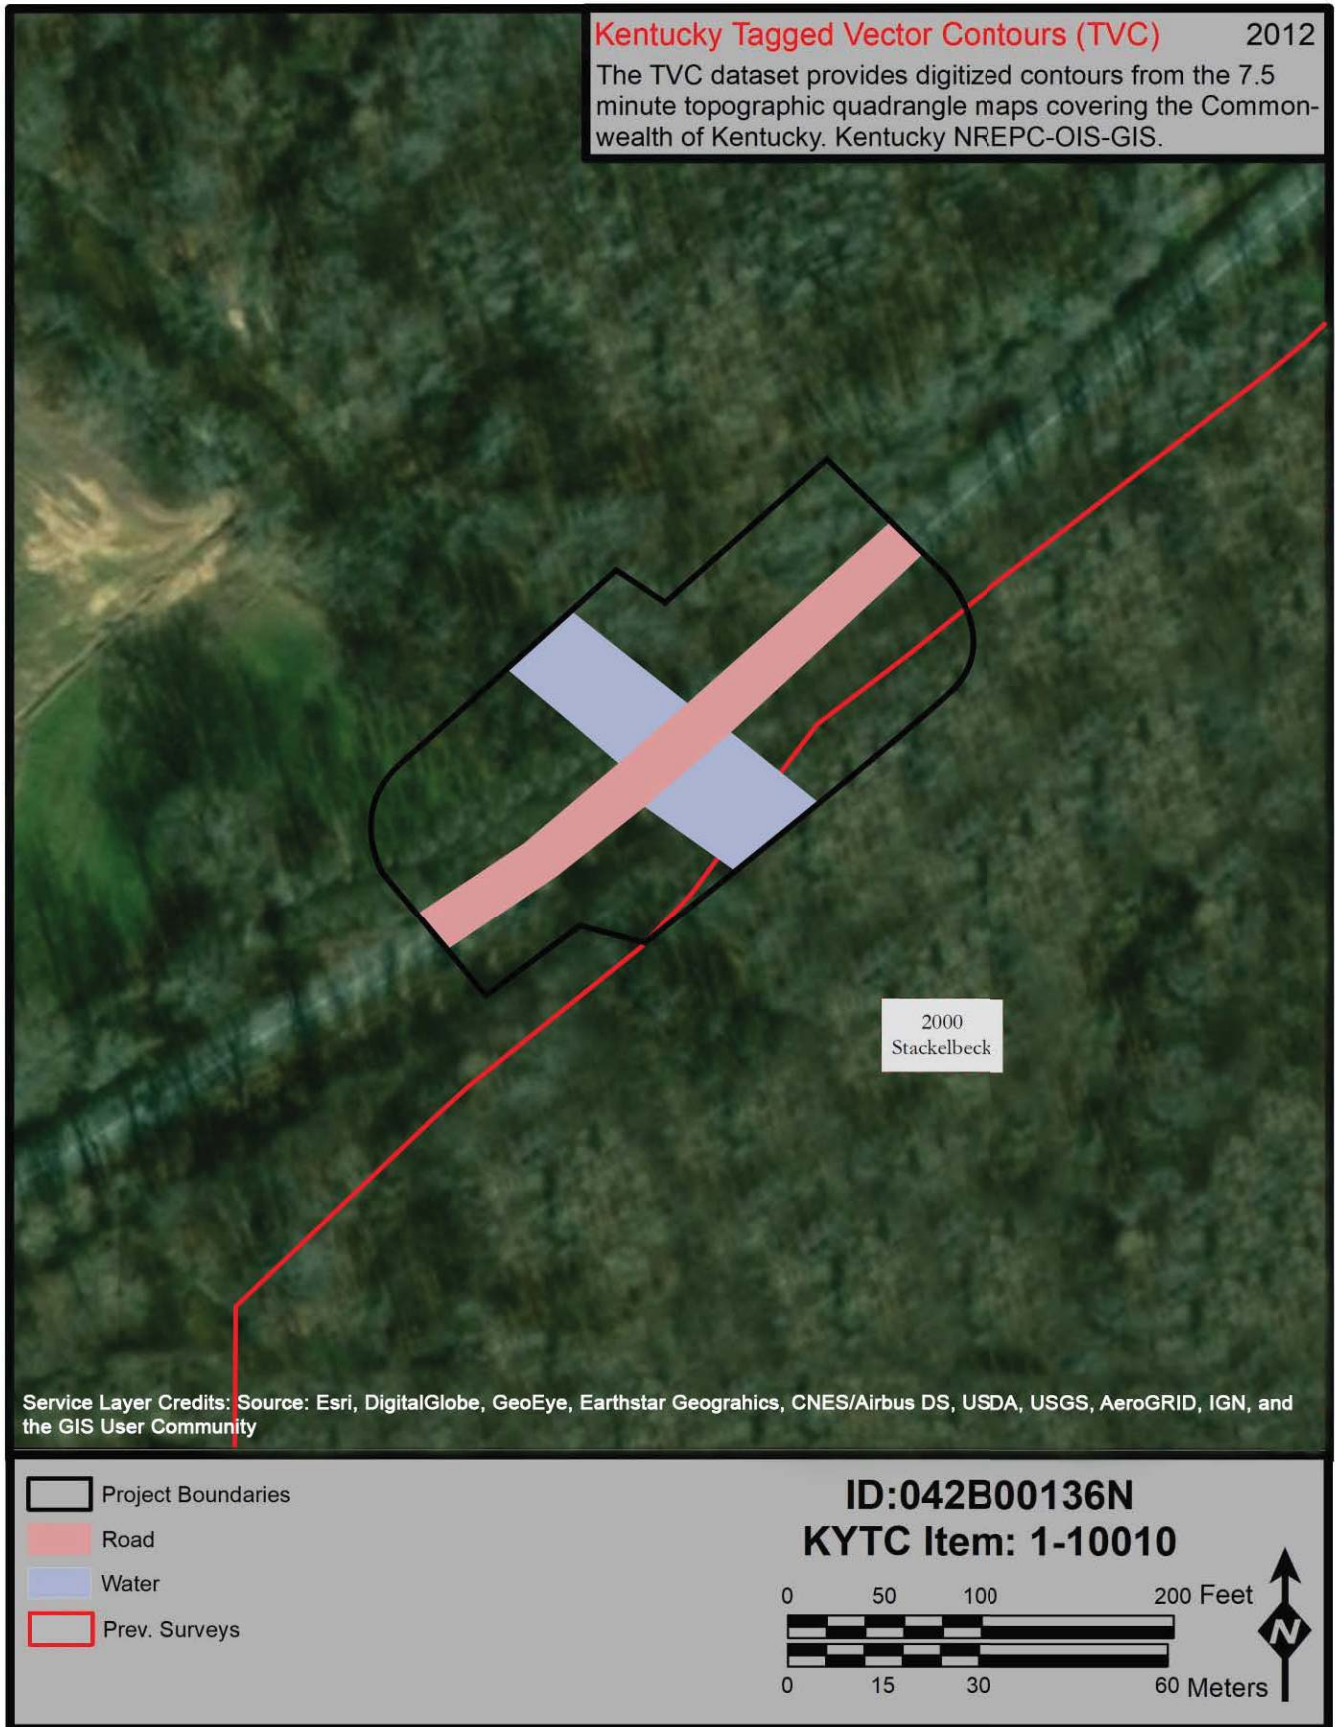 Kentucky Tagged Vector Contours (TVC) 2012
The TVC dataset provides digitized contours from the 7.5
minute topographic quadrangle maps covering the Common-
wealth of Kentucky. Kentucky NREPC-OIS-GIS.
2000
Stackelbeck
Service Layer Credits: Source: Esri, DigitalGlobe, GeoEye, Earthstar Geograhics, CNES/Airbus DS, USDA, USGS, AeroGRID, IGN, and
the GIS User Community
Project Boundaries
Road
Water
Prev. Surveys
ID:042B00136N
KYTC Item: 1-10010
0 50 100 200 Feet
0 15 30 60 Meters
N